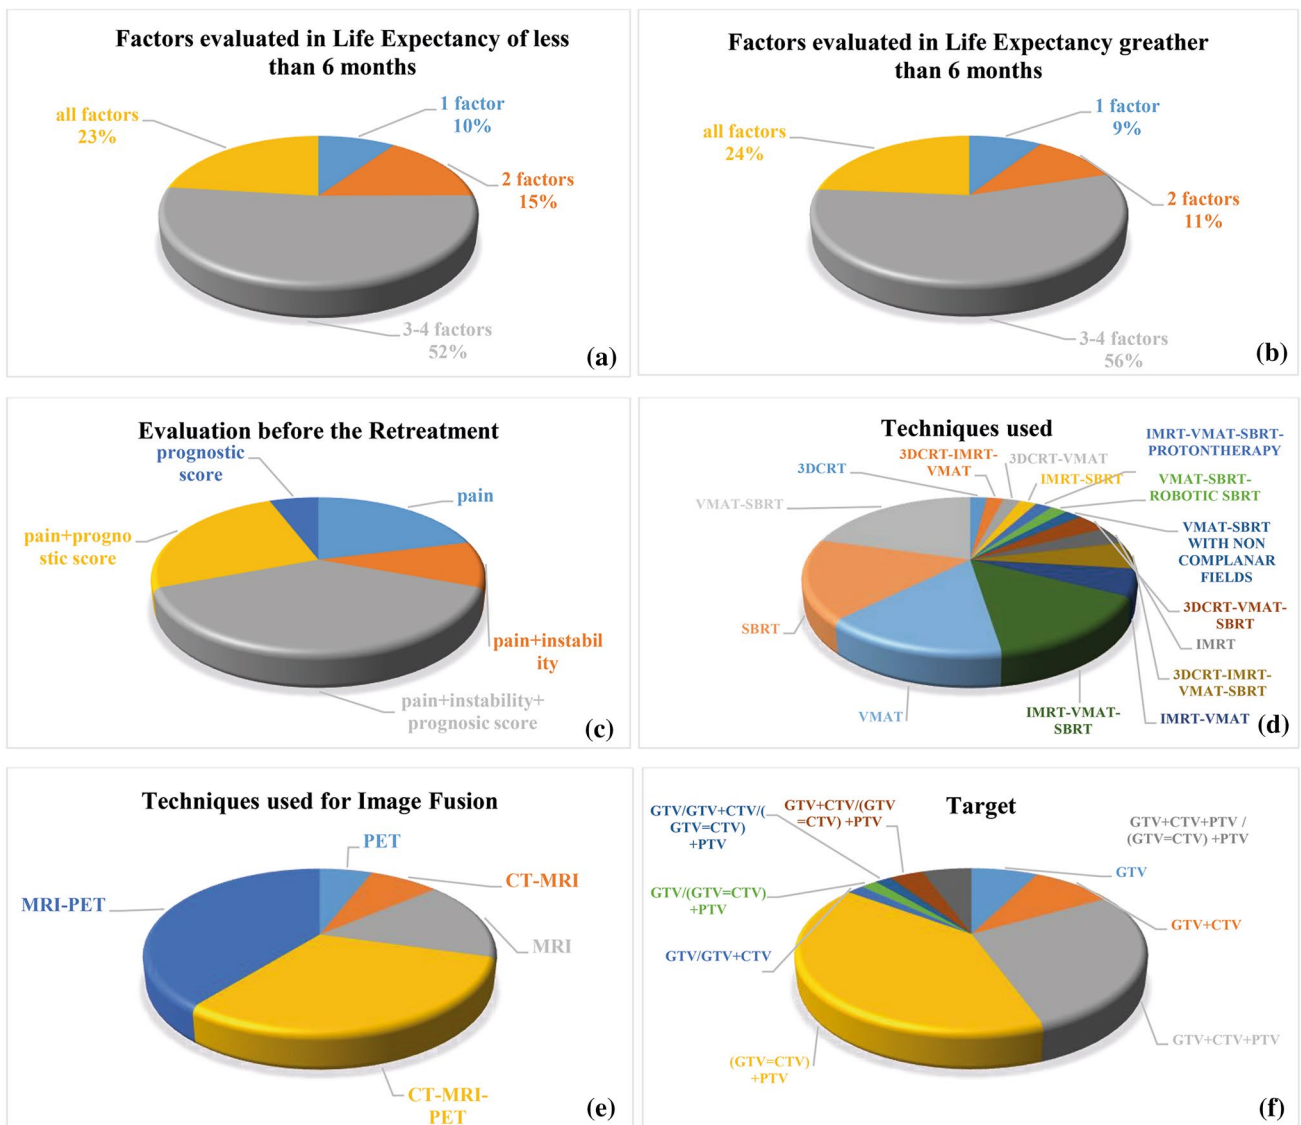 Factors evaluated in Life Expectancy of less
than 6 months
1 factor
10%
all factors
23%
2 factors
15%
3-4 factors
52%
(a)
Factors evaluated in Life Expectancy greather
than 6 months
1 factor
9%
all factors
24%
2 factors
11%
3-4 factors
56%
(b)
Evaluation before the Retreatment
prognostic
score
pain
pain+progno
stic score
pain+instabil
ity
pain+instability+
prognosic score
(c)
Techniques used
3DCRT
3DCRT-IMRT-
VMAT
3DCRT-VMAT
IMRT-SBRT
IMRT-VMAT-SBRT-
PROTONTHERAPY
VMAT-SBRT-
ROBOTIC SBRT
VMAT-SBRT
WITH NON
COMPLANAR
FIELDS
3DCRT-VMAT-
SBRT
IMRT
3DCRT-IMRT-
VMAT-SBRT
IMRT-VMAT
IMRT-VMAT-
SBRT
VMAT
SBRT
VMAT-SBRT
(d)
Techniques used for Image Fusion
PET
CT-MRI
MRI
CT-MRI-
PET
MRI-PET
(e)
Target
GTV/GTV+CTV/(
GTV=CTV)
+PTV
GTV+CTV/(GTV
=CTV) +PTV
GTV+CTV+PTV /
(GTV=CTV) +PTV
GTV
GTV+CTV
GTV+CTV+PTV
(GTV=CTV)
+PTV
GTV/GTV+CTV
GTV/(GTV=CTV)
+PTV
(f)